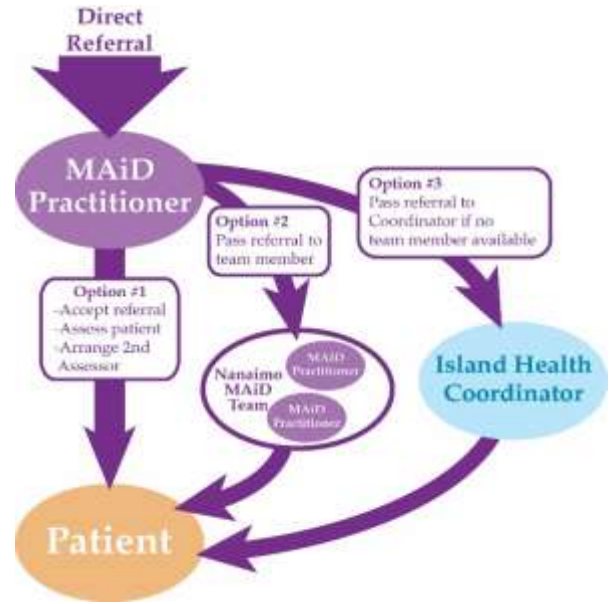 Direct
Referral
MAiD
Practitioner
Option #3
Pass referral to
Coordinator if no
team member available
Option #2
Pass referral to
team member
Option #1
-Accept referral
-Assess patient
-Arrange 2nd
Assessor
Nanaimo
MAiD
Team
MAiD
Practitioner
MAiD
Practitioner
Island Health
Coordinator
Patient